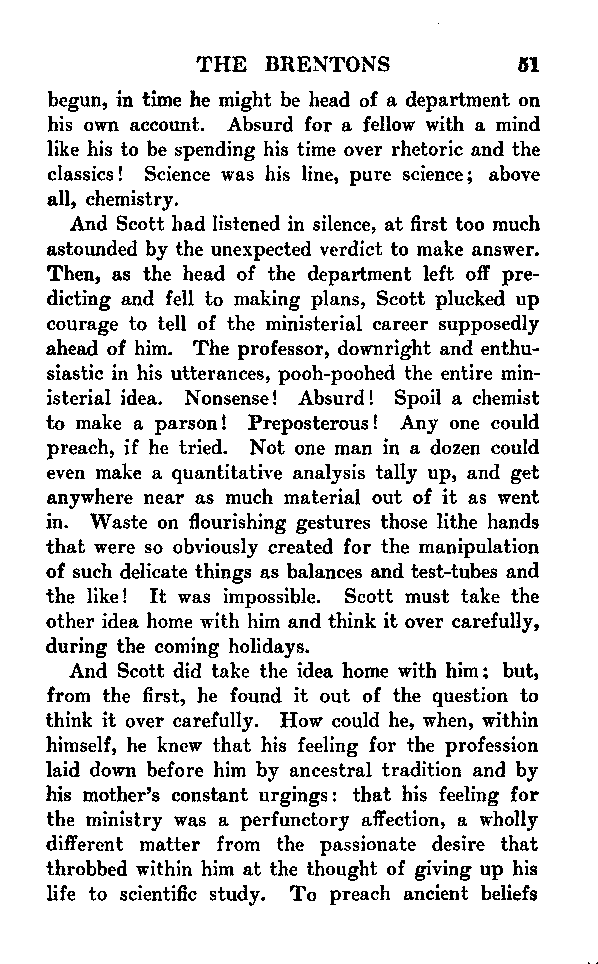 THE BRENTONS 51
begun, in time he might be head of a department on
his own account. Absurd for a fellow with a mind
like his to be spending his time over rhetoric and the
classics! Science was his line, pure science; above
all, chemistry.
And Scott had listened in silence, at first too much
astounded by the unexpected verdict to make answer.
Then, as the head of the department left off pre-
dicting and fell to making plans, Scott plucked up
courage to tell of the ministerial career supposedly
ahead of him. The professor, downright and enthu-
siastic in his utterances, pooh-poohed the entire min-
isterial idea. Nonsense! Absurd! Spoil a chemist
to make a parson! Preposterous! Any one could
preach, if he tried. Not one man in a dozen could
even make a quantitative analysis tally up, and get
anywhere near as much material out of it as went
in. Waste on flourishing gestures those lithe hands
that were so obviously created for the manipulation
of such delicate things as balances and test-tubes and
the like! It was impossible. Scott must take the
other idea home with him and think it over carefully,
during the coming holidays.
And Scott did take the idea home with him; but,
from the first, he found it out of the question to
think it over carefully. How could he, when, within
himself, he knew that his feeling for the profession
laid down before him by ancestral tradition and by
his mother's constant urgings: that his feeling for
the ministry was a perfunctory affection, a wholly
different matter from the passionate desire that
throbbed within him at the thought of giving up his
life to scientific study. To preach ancient beliefs